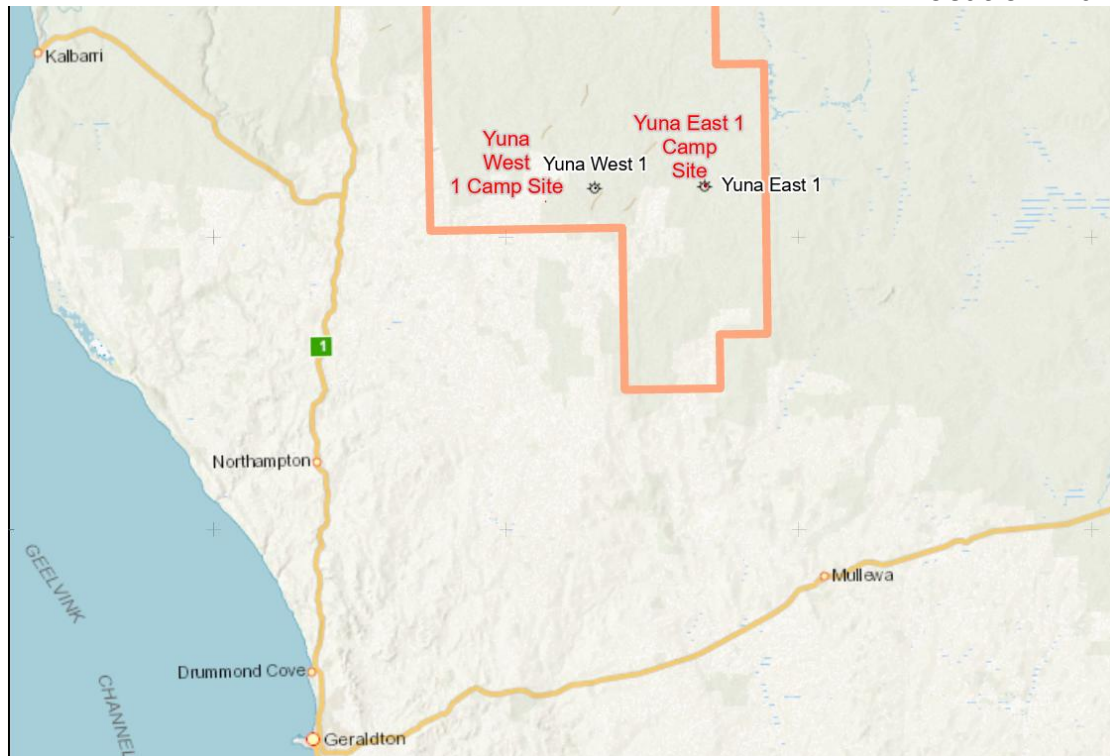 Kalbarri
Yuna
West
1 Camp Site
Yuna West 1
Yuna East 1
Camp
Site
Yuna East 1
1
Northampton
GEELVINK
CHANNEL
Mullewa
Drummond Cove
Geraldton